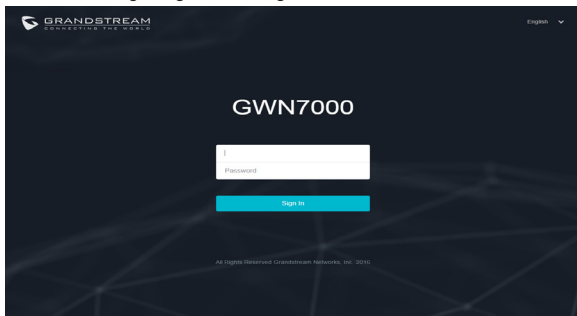 GRANDSTREAM
CONNECTING THE WORLD
English
GWN7000
Password
Sign In
All Rights Reserved Grandstream Networks, Inc. 2016